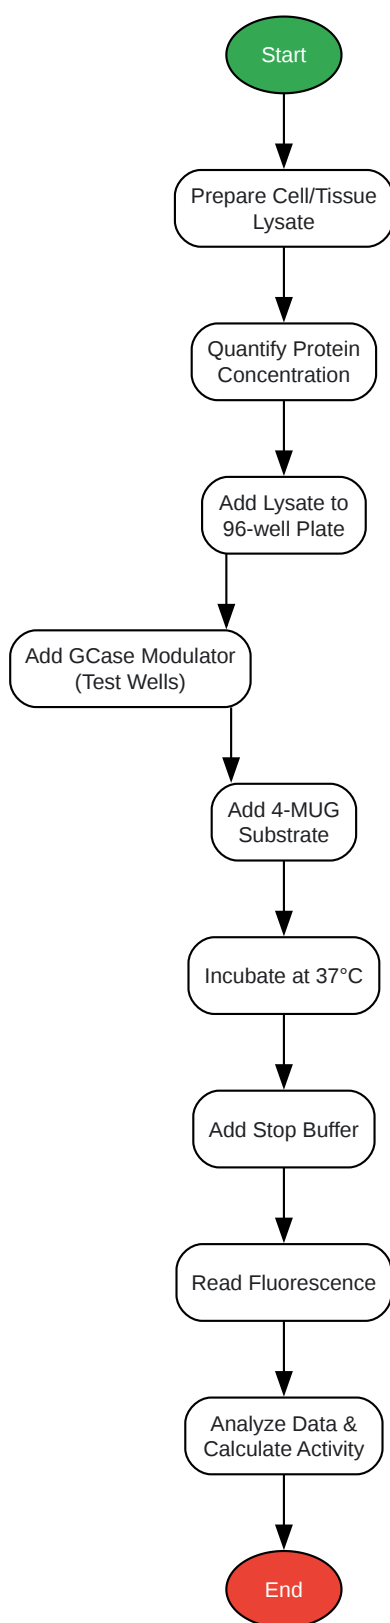 Start
Prepare Cell/Tissue
Lysate
Quantify Protein
Concentration
Add Lysate to
96-well Plate
Add GCase Modulator
(Test Wells)
Add 4-MUG
Substrate
Incubate at 37°C
Add Stop Buffer
Read Fluorescence
Analyze Data &
Calculate Activity
End